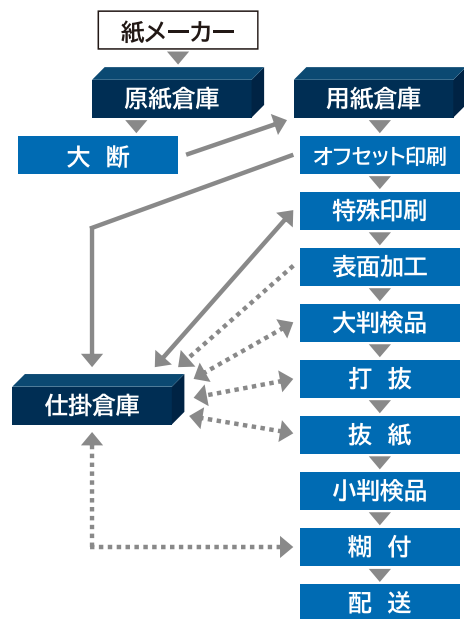 紙メーカー
原紙倉庫
用紙倉庫
大 断
オフセット印刷
特殊印刷
表面加工
大判検品
打 抜
仕掛倉庫
抜 紙
小判検品
糊 付
配 送